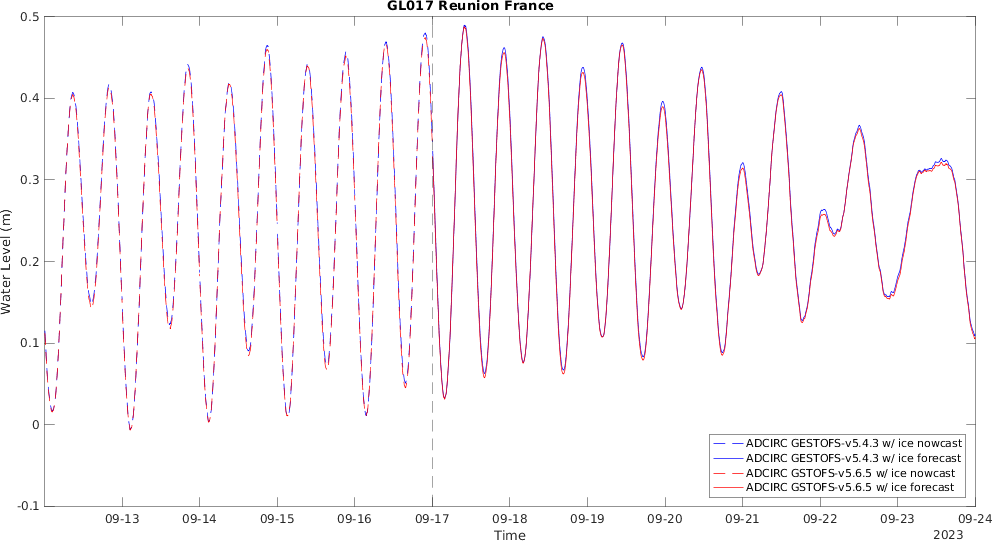 GL017 Reunion France
0.5
0.4
0.3
0.2
0.1
0
-0.1
Water Level (m)
09-13 09-14 09-15 09-16 09-17 09-18 09-19 09-20 09-21 09-22 09-23 09-24
Time
2023
ADCIRC GESTOFS-v5.4.3 w/ ice nowcast
ADCIRC GESTOFS-v5.4.3 w/ ice forecast
ADCIRC GSTOFS-v5.6.5 w/ ice nowcast
ADCIRC GSTOFS-v5.6.5 w/ ice forecast